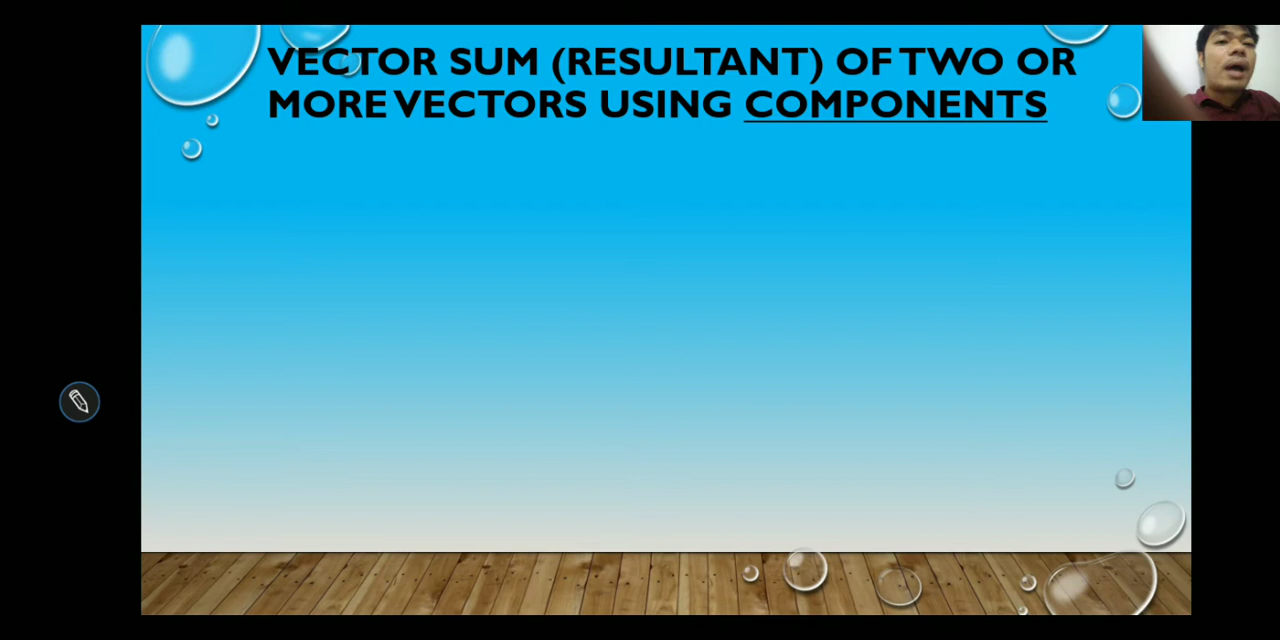 VECTOR SUM (RESULTANT) OF TWO OR
MORE VECTORS USING COMPONENTS